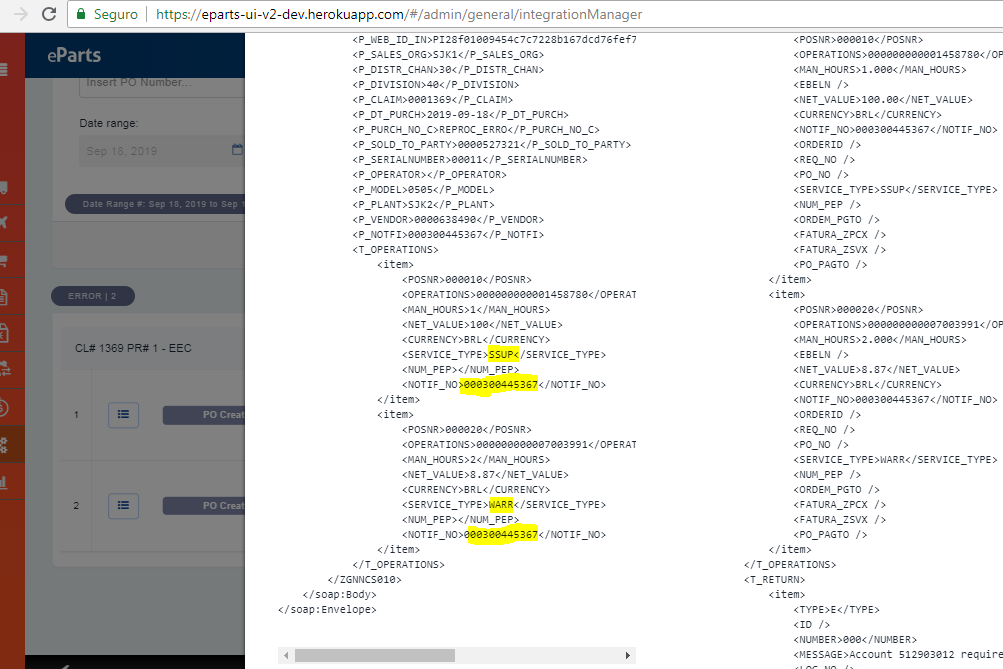 Seguro
https://eparts-ui-v2-dev.herokuapp.com/#/admin/general/integrationManager
eParts
Insert PO Number...
Date range:
Sep 18, 2019
Date Range #: Sep 18, 2019 to Sep 1
ERROR | 2
CL# 1369 PR# 1 - EEC
1
PO Creat
2
PO Creat
<P_WEB_ID_IN>PI28f01009454c7c7228b167dcd76fef7
<P_SALES_ORG>SJK1</P_SALES_ORG>
<P_DISTR_CHAN>30</P_DISTR_CHAN>
<P_DIVISION>40</P_DIVISION>
<P_CLAIM>0001369</P_CLAIM>
<P_DT_PURCH>2019-09-18</P_DT_PURCH>
<P_PURCH_NO_C>REPROC_ERRO</P_PURCH_NO_C>
<P_SOLD_TO_PARTY>0000527321</P_SOLD_TO_PARTY>
<P_SERIALNUMBER>00011</P_SERIALNUMBER>
<P_OPERATOR></P_OPERATOR>
<P_MODEL>0505</P_MODEL>
<P_PLANT>SJK2</P_PLANT>
<P_VENDOR>0000638490</P_VENDOR>
<P_NOTFI>000300445367</P_NOTFI>
<T_OPERATIONS>
<item>
<POSNR>000010</POSNR>
<OPERATIONS>000000000001458780</OPERAT
<MAN_HOURS>1</MAN_HOURS>
<NET_VALUE>100</NET_VALUE>
<CURRENCY>BRL</CURRENCY>
<SERVICE_TYPE>SSUP</SERVICE_TYPE>
<NUM_PEP></NUM_PEP>
<NOTIF_NO>000300445367</NOTIF_NO>
</item>
<item>
<POSNR>000020</POSNR>
<OPERATIONS>000000000007003991</OPERAT
<MAN_HOURS>2</MAN_HOURS>
<NET_VALUE>8.87</NET_VALUE>
<CURRENCY>BRL</CURRENCY>
<SERVICE_TYPE>WARR</SERVICE_TYPE>
<NUM_PEP></NUM_PEP>
<NOTIF_NO>000300445367</NOTIF_NO>
</item>
</T_OPERATIONS>
</ZGNNCS010>
</soap:Body>
</soap:Envelope>
<POSNR>000010</POSNR>
<OPERATIONS>000000000001458780</OP
<MAN_HOURS>1.000</MAN_HOURS>
<EBELN />
<NET_VALUE>100.00</NET_VALUE>
<CURRENCY>BRL</CURRENCY>
<NOTIF_NO>000300445367</NOTIF_NO>
<ORDERID />
<REQ_NO />
<PO_NO />
<SERVICE_TYPE>SSUP</SERVICE_TYPE>
<NUM_PEP />
<ORDEM_PGTO />
<FATURA_ZPCX />
<FATURA_ZSVX />
<PO_PAGTO />
</item>
<item>
<POSNR>000020</POSNR>
<OPERATIONS>000000000007003991</OP
<MAN_HOURS>2.000</MAN_HOURS>
<EBELN />
<NET_VALUE>8.87</NET_VALUE>
<CURRENCY>BRL</CURRENCY>
<NOTIF_NO>000300445367</NOTIF_NO>
<ORDERID />
<REQ_NO />
<PO_NO />
<SERVICE_TYPE>WARR</SERVICE_TYPE>
<NUM_PEP />
<ORDEM_PGTO />
<FATURA_ZPCX />
<FATURA_ZSVX />
<PO_PAGTO />
</item>
</T_OPERATIONS>
<T_RETURN>
<item>
<TYPE>E</TYPE>
<ID />
<NUMBER>000</NUMBER>
<MESSAGE>Account 512903012 require
<LOG_NO />